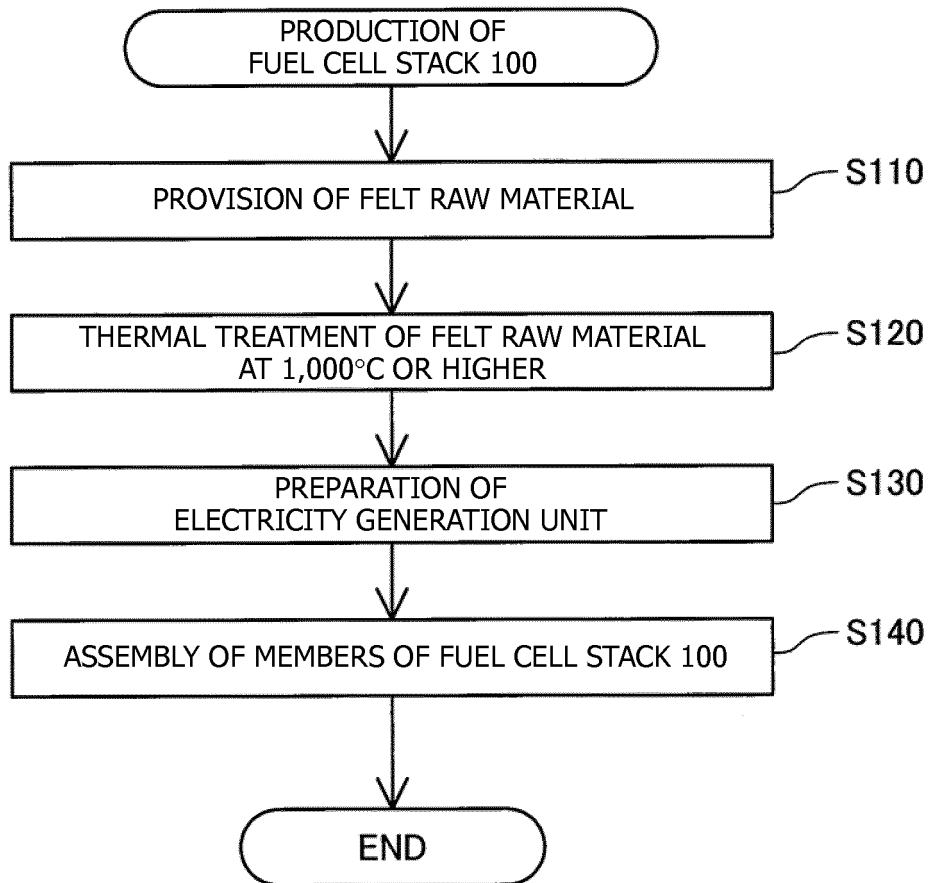 PRODUCTION OF
FUEL CELL STACK 100
S110
PROVISION OF FELT RAW MATERIAL
S120
THERMAL TREATMENT OF FELT RAW MATERIAL
AT 1,000°C OR HIGHER
S130
PREPARATION OF
ELECTRICITY GENERATION UNIT
S140
ASSEMBLY OF MEMBERS OF FUEL CELL STACK 100
END